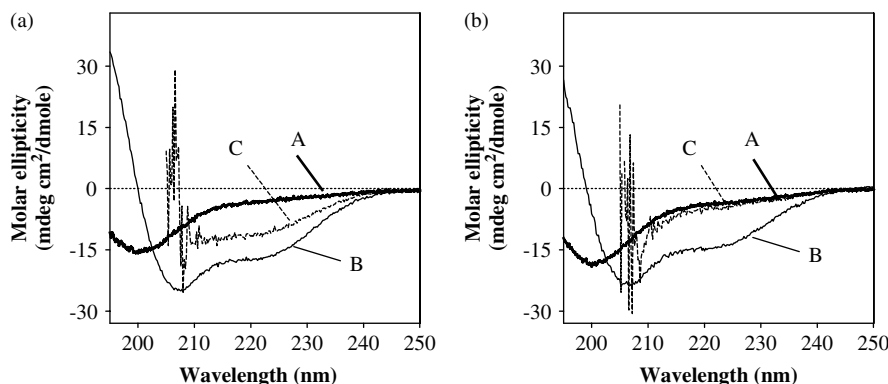 (a)
Molar ellipticity
(mdeg cm²/dmole)
30
15
0
-15
-30
A
C
B
200 210 220 230 240 250
Wavelength (nm)
(b)
Molar ellipticity
(mdeg cm²/dmole)
30
15
0
-15
-30
C
A
B
200 210 220 230 240 250
Wavelength (nm)